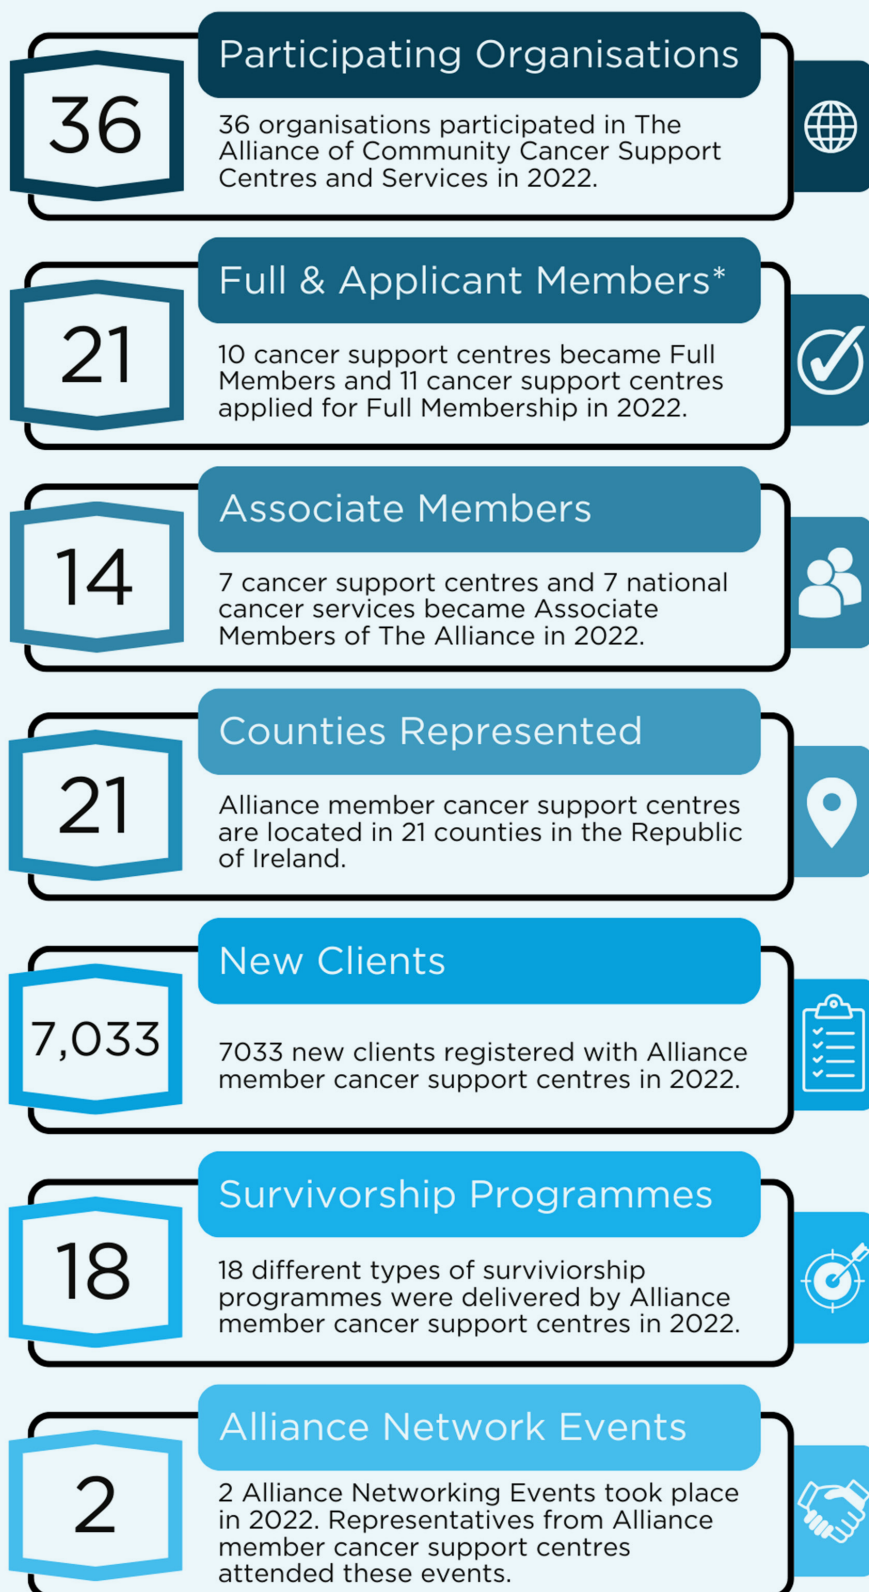 Participating Organisations
36
36 organisations participated in The
Alliance of Community Cancer Support
Centres and Services in 2022.
Full & Applicant Members*
21
10 cancer support centres became Full
Members and 11 cancer support centres
applied for Full Membership in 2022.
Associate Members
14
7 cancer support centres and 7 national
cancer services became Associate
Members of The Alliance in 2022.
Counties Represented
21
Alliance member cancer support centres
are located in 21 counties in the Republic
of Ireland.
New Clients
7,033
7033 new clients registered with Alliance
member cancer support centres in 2022.
Survivorship Programmes
18
18 different types of surviviorship
programmes were delivered by Alliance
member cancer support centres in 2022.
Alliance Network Events
2
2 Alliance Networking Events took place
in 2022. Representatives from Alliance
member cancer support centres
attended these events.